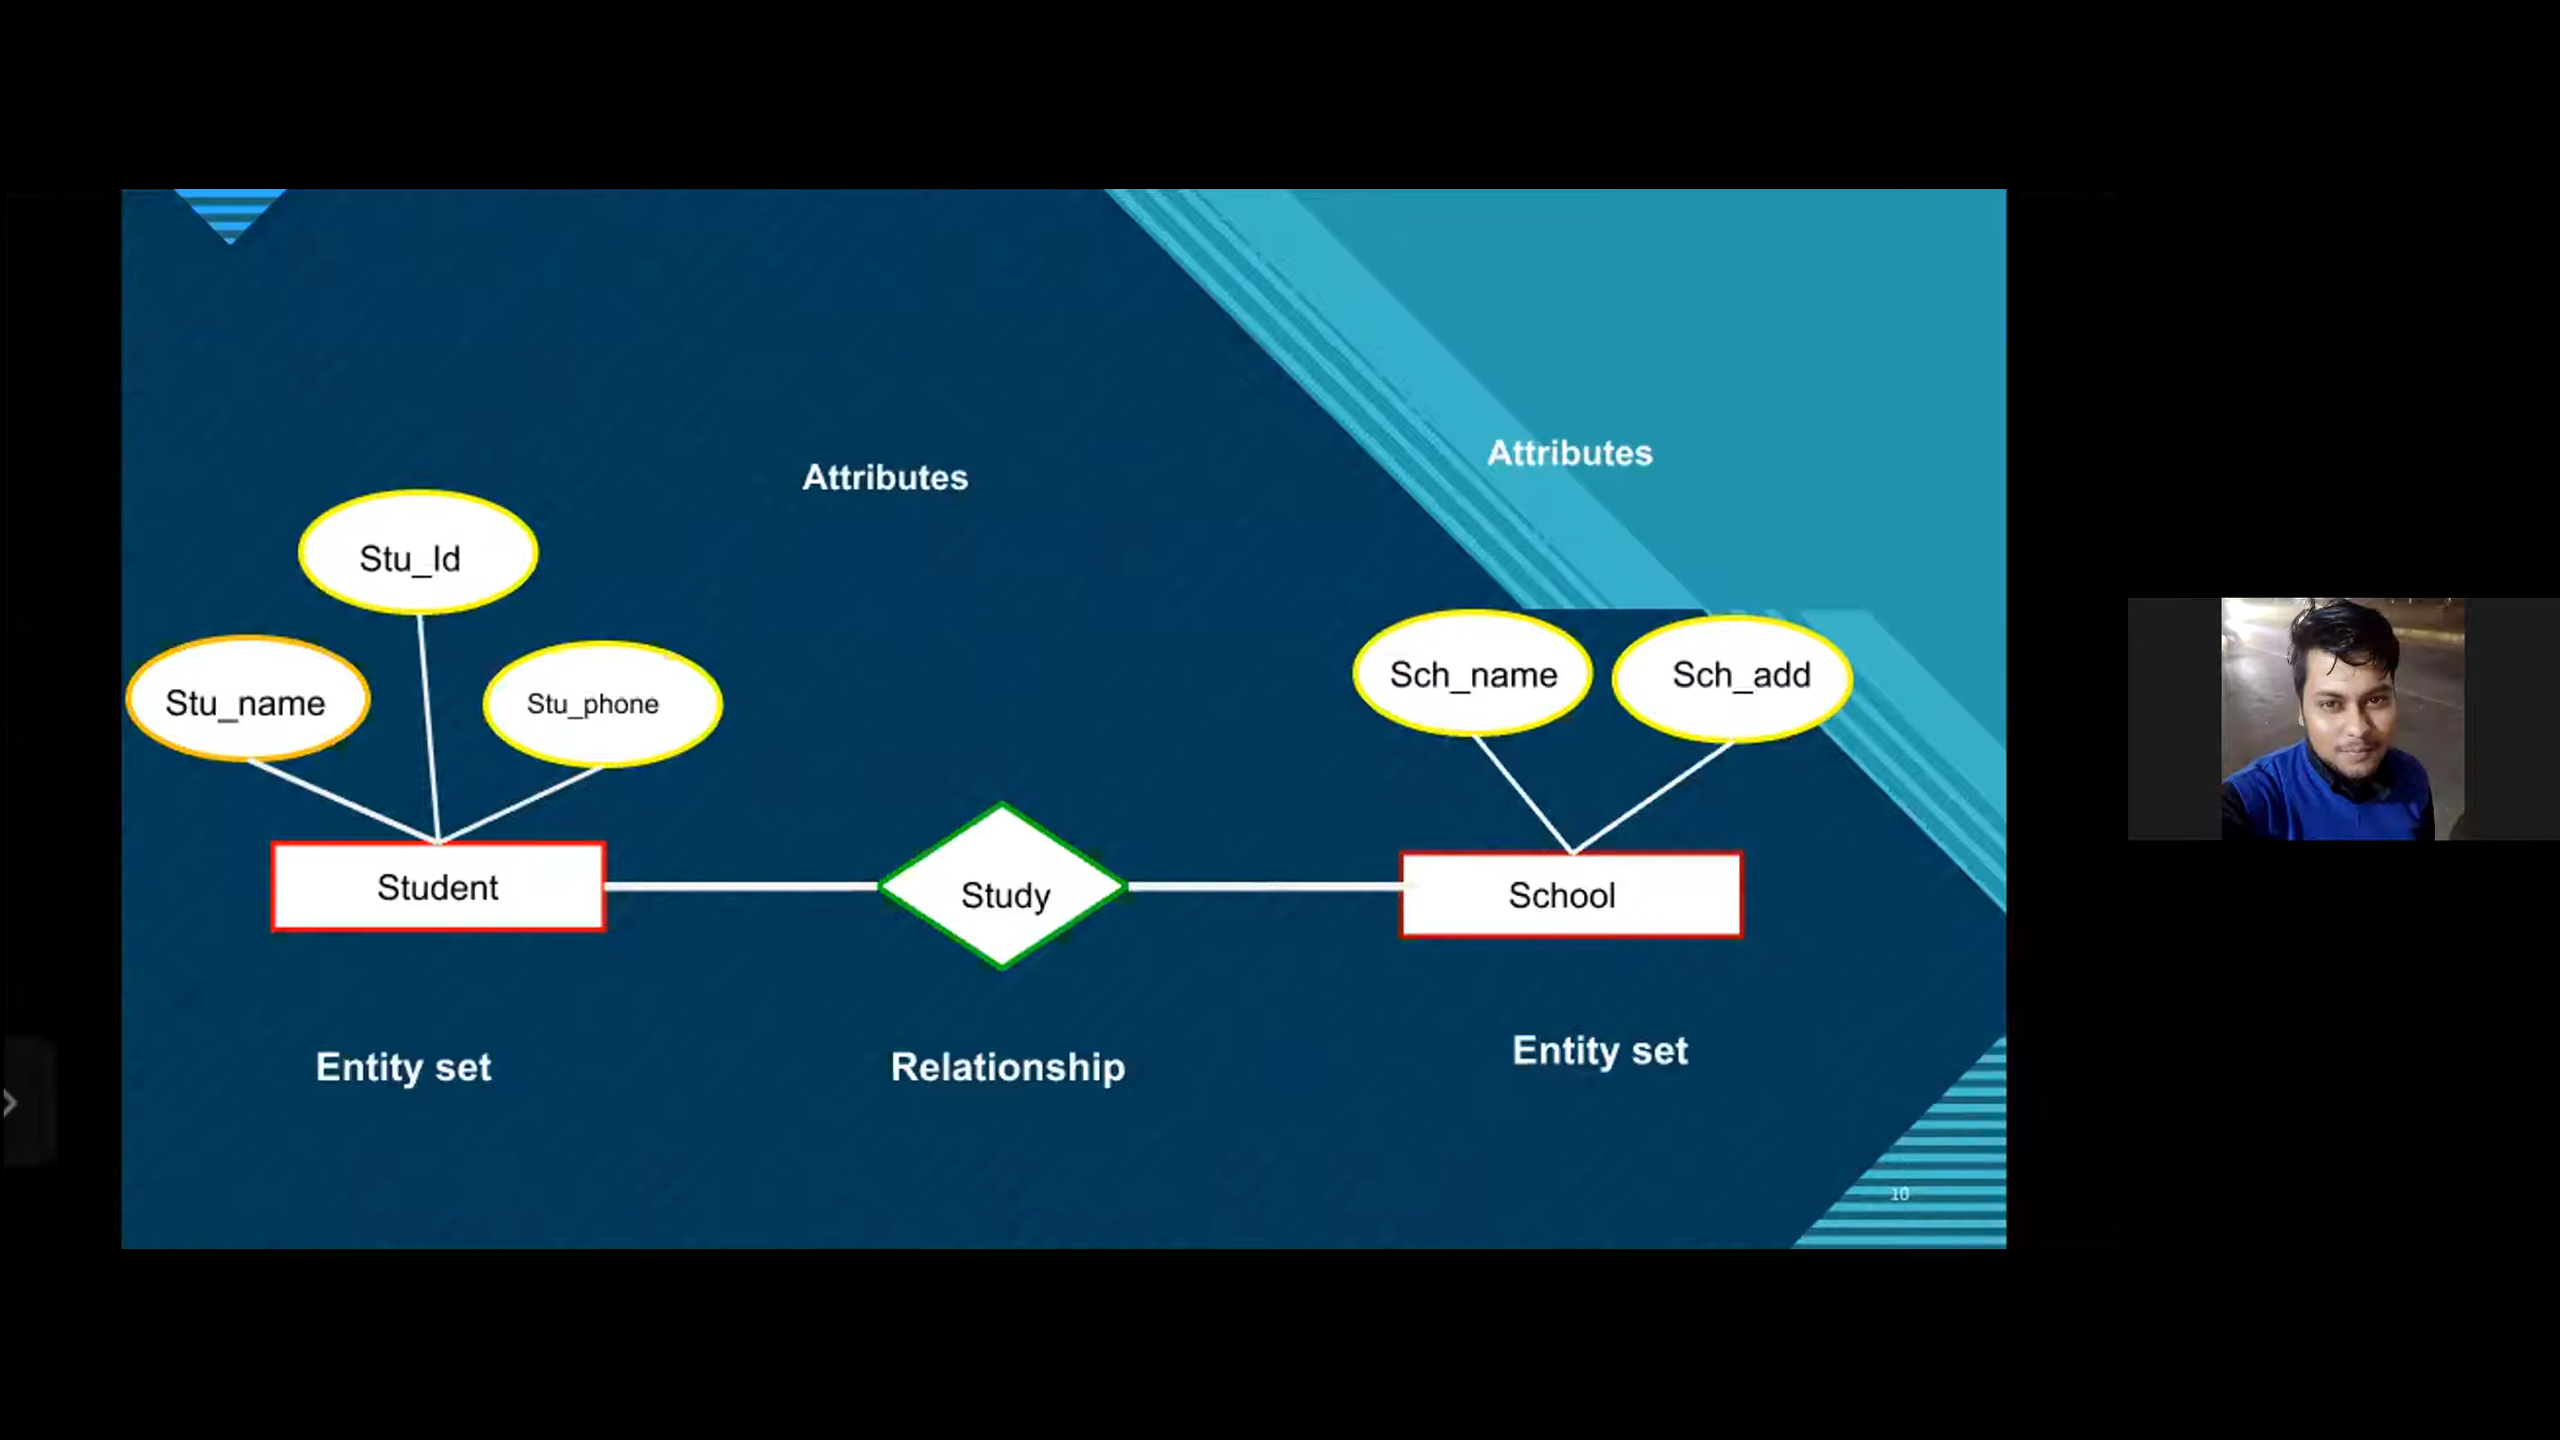 Attributes
Attributes
Stu_Id
Stu_name
Stu_phone
Sch_name
Sch_add
Student
Study
School
Entity set
Relationship
Entity set
10